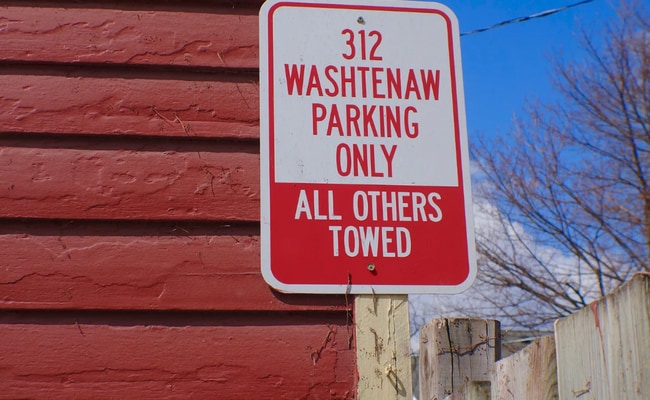 312
WASHTENAW
PARKING
ONLY
ALL OTHERS
TOWED